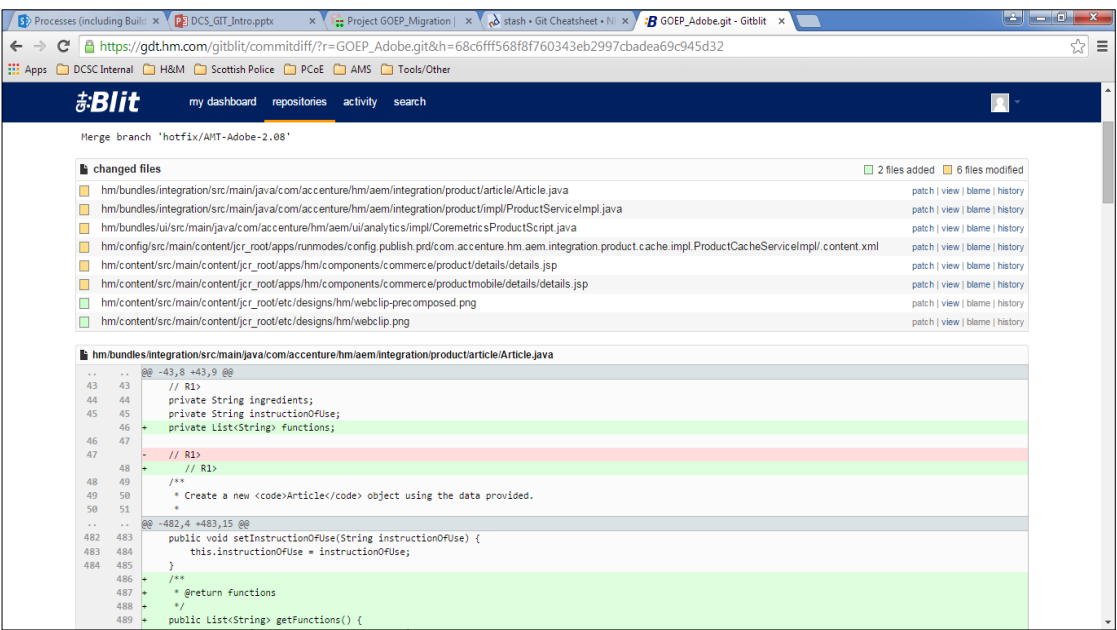 Processes (including Build
DCS_GIT_Intro.pptx
Project GOEP_Migration |
stash • Git Cheatsheet • N
GOEP_Adobe.git - Gitblit
https://gdt.hm.com/gitblit/commitdiff/?r=GOEP_Adobe.git&h=68c6fff568f8f760343eb2997cbadea69c945d32
Apps DCSC Internal H&M Scottish Police PCoE AMS Tools/Other
Blit my dashboard repositories activity search
Merge branch 'hotfix/AMT-Adobe-2.08'
changed files 2 files added 6 files modified
hm/bundles/integration/src/main/java/com/accenture/hm/aem/integration/product/article/Article.java patch | view | blame | history
hm/bundles/integration/src/main/java/com/accenture/hm/aem/integration/product/impl/ProductServiceImpl.java patch | view | blame | history
hm/bundles/ui/src/main/java/com/accenture/hm/aem/ui/analytics/impl/CoremetricsProductScript.java patch | view | blame | history
hm/config/src/main/content/jcr_root/apps/runmodes/config.publish.prd/com.accenture.hm.aem.integration.product.cache.impl.ProductCacheServiceImpl/.content.xml patch | view | blame | history
hm/content/src/main/content/jcr_root/apps/hm/components/commerce/product/details/details.jsp patch | view | blame | history
hm/content/src/main/content/jcr_root/apps/hm/components/commerce/productmobile/details/details.jsp patch | view | blame | history
hm/content/src/main/content/jcr_root/etc/designs/hm/webclip-precomposed.png patch | view | blame | history
hm/content/src/main/content/jcr_root/etc/designs/hm/webclip.png patch | view | blame | history
hm/bundles/integration/src/main/java/com/accenture/hm/aem/integration/product/article/Article.java
.. .. @@ -43,8 +43,9 @@
43 43 // R1>
44 44 private String ingredients;
45 45 private String instructionOfUse;
46 + private List<String> functions;
46 47
47 - // R1>
48 + // R1>
48 49 /**
49 50 * Create a new <code>Article</code> object using the data provided.
50 51 *
.. .. @@ -482,4 +483,15 @@
482 483 public void setInstructionOfUse(String instructionOfUse) {
483 484 this.instructionOfUse = instructionOfUse;
484 485 }
486 + /**
487 + * @return functions
488 + */
489 + public List<String> getFunctions() {